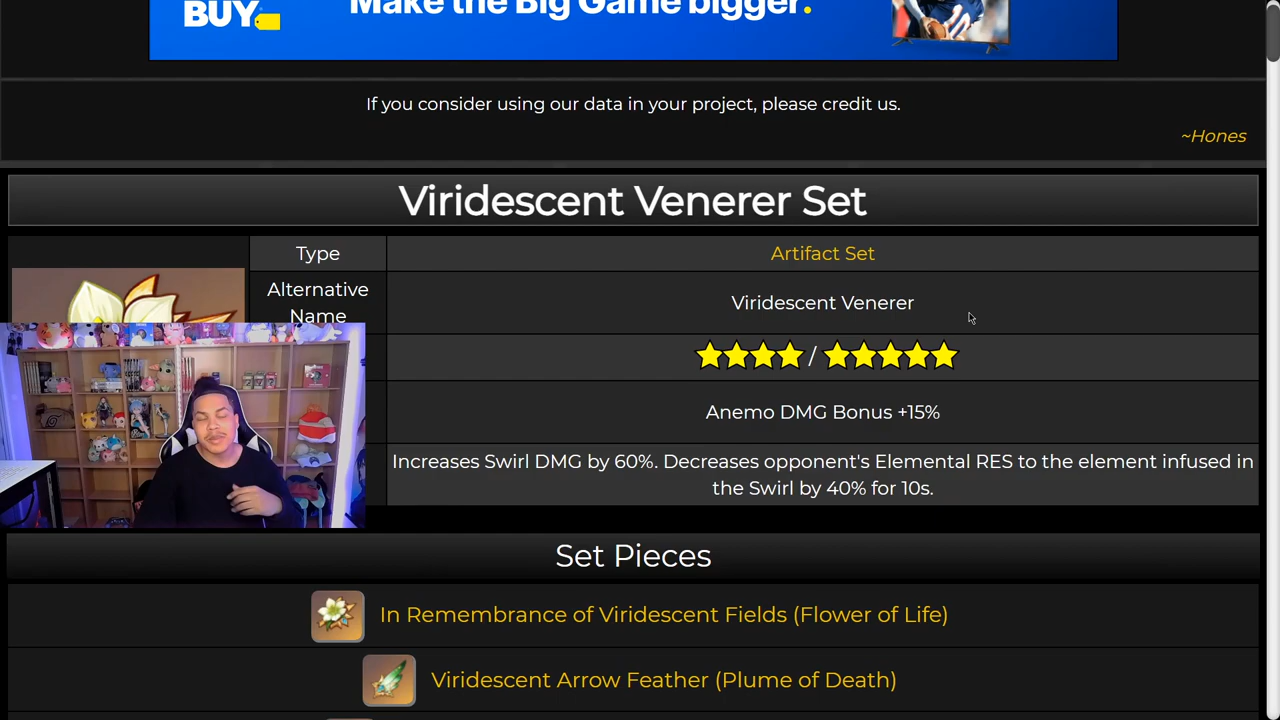 BUY.
Make the Big Game bigger.
If you consider using our data in your project, please credit us.
~Hones
Viridescent Venerer Set
Type
Artifact Set
Alternative
Name
Viridescent Venerer
/
Anemo DMG Bonus +15%
Increases Swirl DMG by 60%. Decreases opponent's Elemental RES to the element infused in
the Swirl by 40% for 10s.
Set Pieces
In Remembrance of Viridescent Fields (Flower of Life)
Viridescent Arrow Feather (Plume of Death)